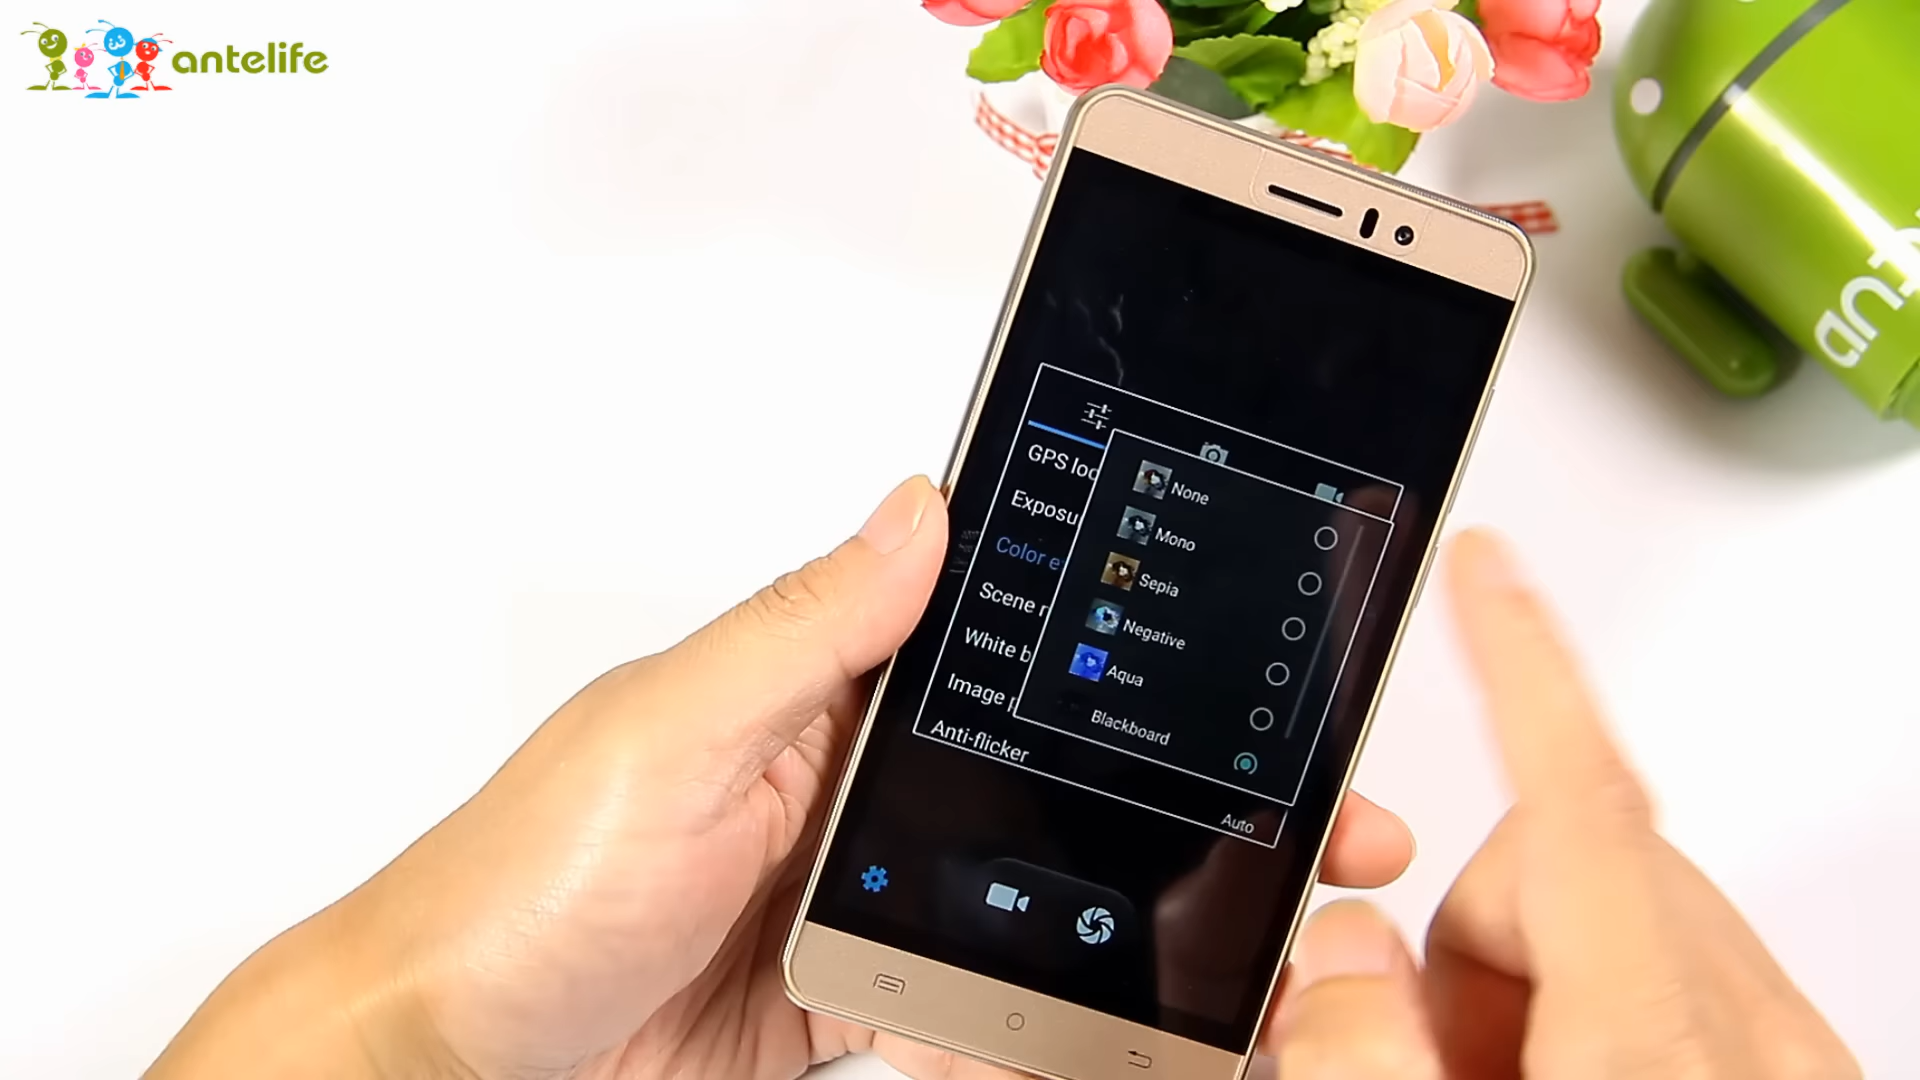 antelife
GPS loc
Exposu
Color e
Scene
White b
Image p
Anti-flicker
Auto
None
Mono
Sepia
Negative
Aqua
Blackboard